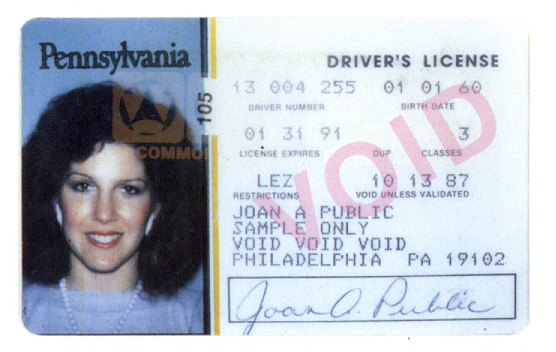 Pennsylvania
DRIVER'S LICENSE
13 004 255 01 01 60
DRIVER NUMBER BIRTH DATE
105
01 31 91 3
LICENSE EXPIRES DUP CLASSES
LEZ 10 13 87
RESTRICTIONS VOID UNLESS VALIDATED
JOAN A PUBLIC
SAMPLE ONLY
VOID VOID VOID
PHILADELPHIA PA 19102
Joan A. Public
VOID